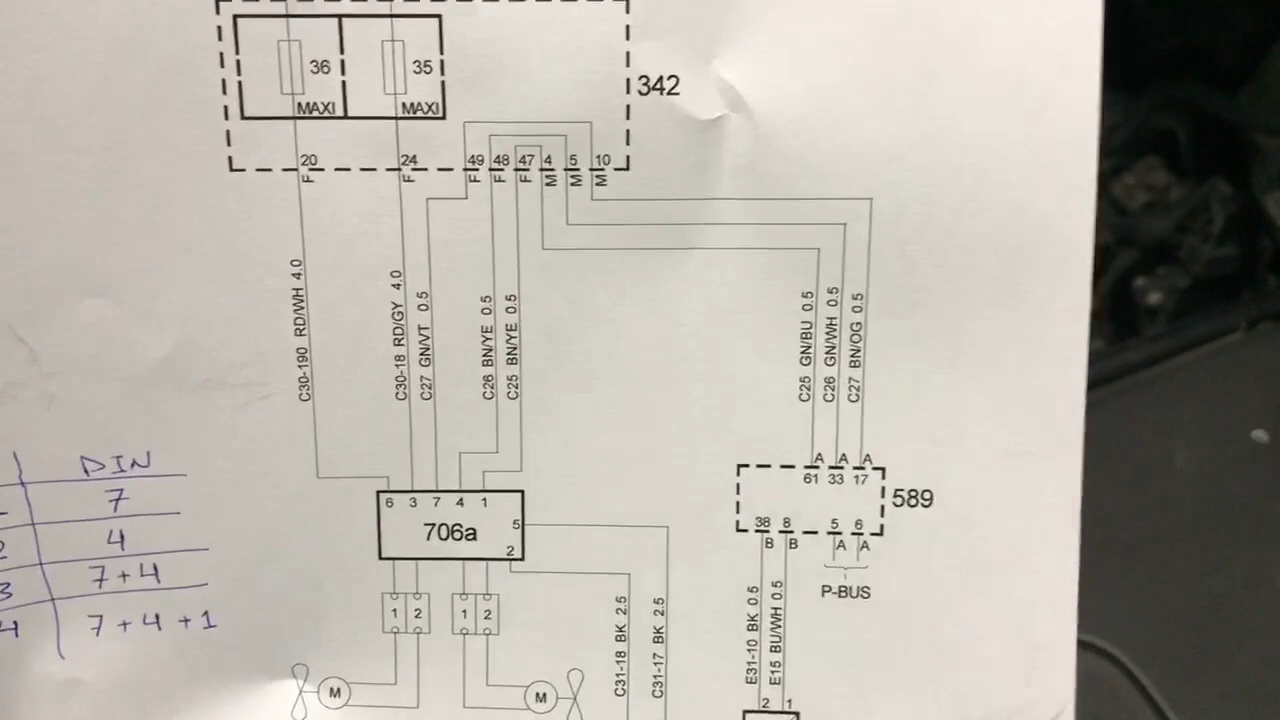 36 35
MAXI MAXI
342
20 24 49 48 47 4 5 10
F F F F F M M M
C30-190 RD/WH 4.0
C30-18 RD/GY 4.0
C27 GN/VT 0.5
C26 BN/YE 0.5
C25 BN/YE 0.5
C25 GN/BU 0.5
C26 GN/WH 0.5
C27 BN/OG 0.5
A A A
61 33 17
589
38 8 5 6
B B A A
P-BUS
6 3 7 4 1
706a
5
2
1 2 1 2
M M
C31-18 BK 2.5
C31-17 BK 2.5
E31-10 BK 0.5
E15 BU/WH 0.5
2 1
DIN
7
2 4
3 7+4
4 7+4+1